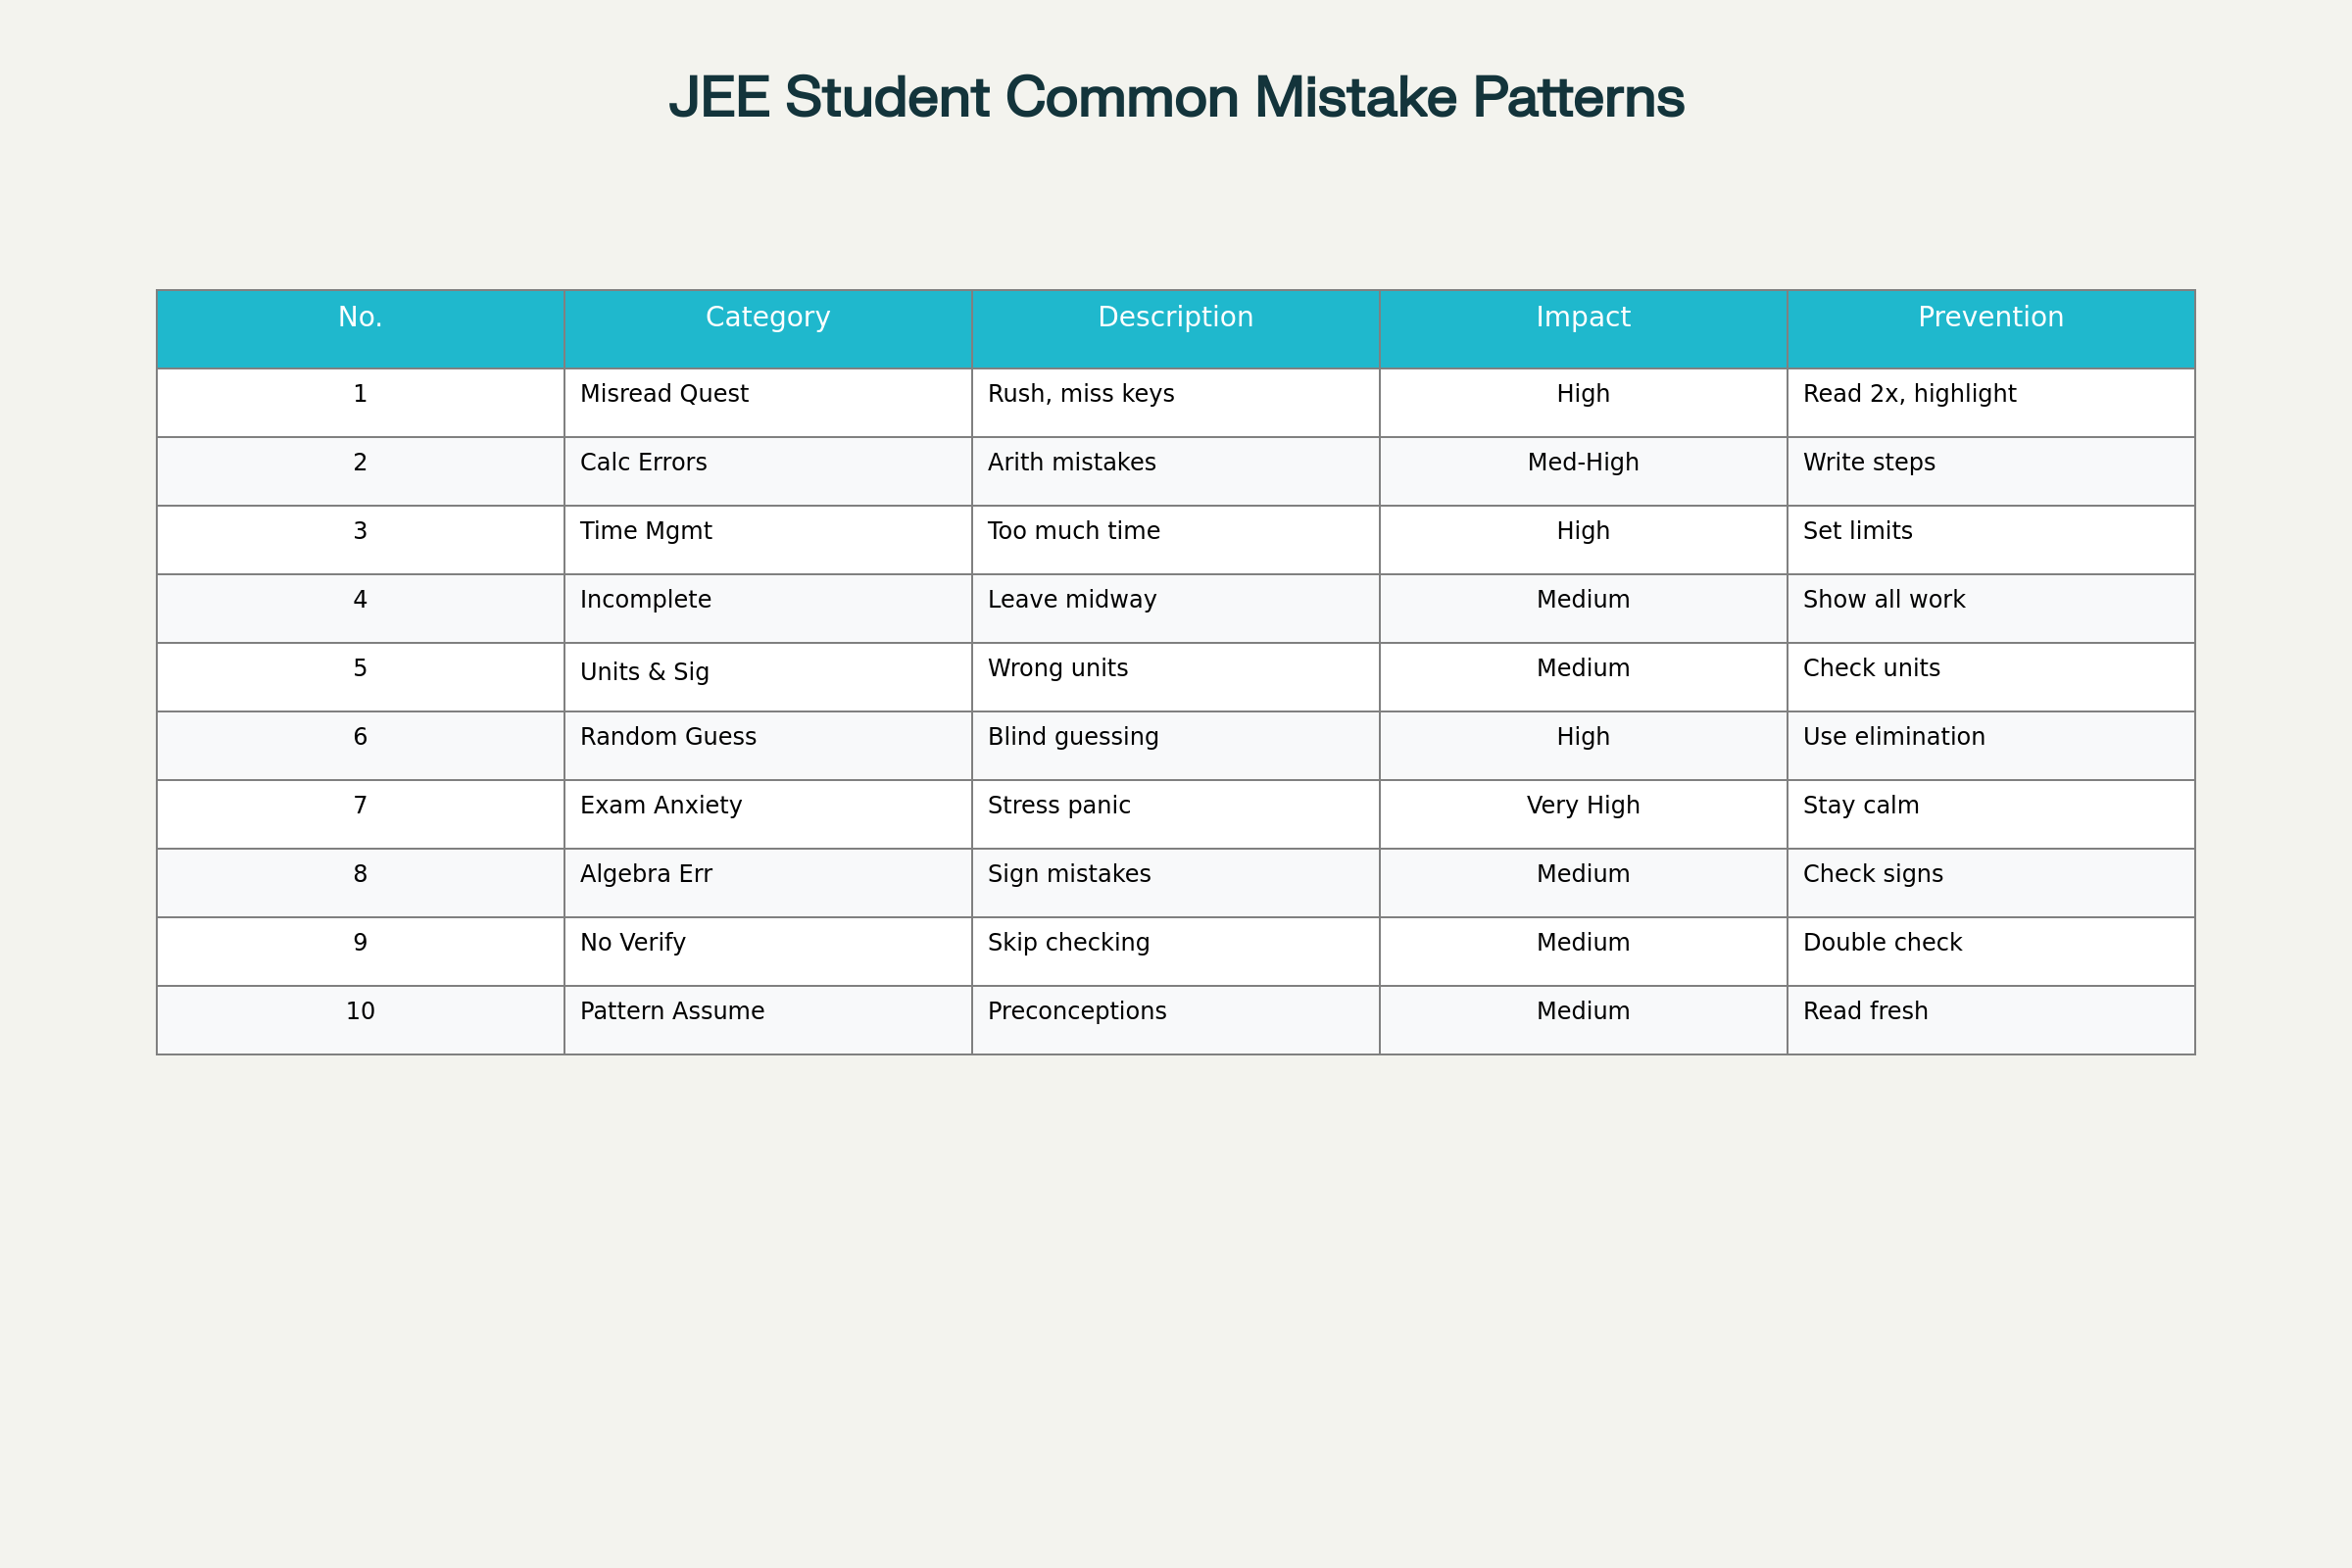 JEE Student Common Mistake Patterns
No. Category Description Impact Prevention
1 Misread Quest Rush, miss keys High Read 2x, highlight
2 Calc Errors Arith mistakes Med-High Write steps
3 Time Mgmt Too much time High Set limits
4 Incomplete Leave midway Medium Show all work
5 Units & Sig Wrong units Medium Check units
6 Random Guess Blind guessing High Use elimination
7 Exam Anxiety Stress panic Very High Stay calm
8 Algebra Err Sign mistakes Medium Check signs
9 No Verify Skip checking Medium Double check
10 Pattern Assume Preconceptions Medium Read fresh